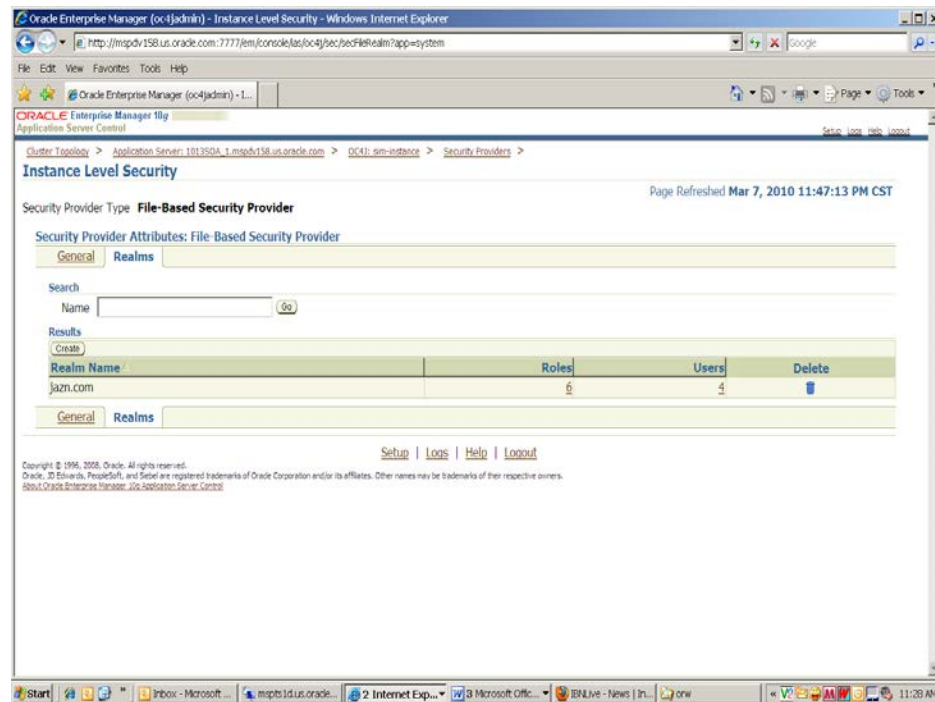 Oracle Enterprise Manager (oc4jadmin) - Instance Level Security - Windows Internet Explorer
http://mspdv158.us.oracle.com:7777/em/console/ias/oc4j/sec/secFileRealm?app=system
Google
File Edit View Favorites Tools Help
Oracle Enterprise Manager (oc4jadmin) - I...
Page Tools
ORACLE Enterprise Manager 10g
Application Server Control
Setup Logs Help Logout
Cluster Topology > Application Server: 10135OA_1.mspdv158.us.oracle.com > OC4J: sim-instance > Security Providers >
Instance Level Security
Page Refreshed Mar 7, 2010 11:47:13 PM CST
Security Provider Type File-Based Security Provider
Security Provider Attributes: File-Based Security Provider
General Realms
Search
Name Go
Results
Create
Realm Name Roles Users Delete
jazn.com 6 4
General Realms
Setup | Logs | Help | Logout
Copyright © 1996, 2008, Oracle. All rights reserved.
Oracle, JD Edwards, PeopleSoft, and Siebel are registered trademarks of Oracle Corporation and/or its affiliates. Other names may be trademarks of their respective owners.
About Oracle Enterprise Manager 10g Application Server Control
Start Inbox - Microsoft ... mspts1d.us.oracle... 2 Internet Exp... 3 Microsoft Offic... IBNLive - News | In... orw 11:28 AM